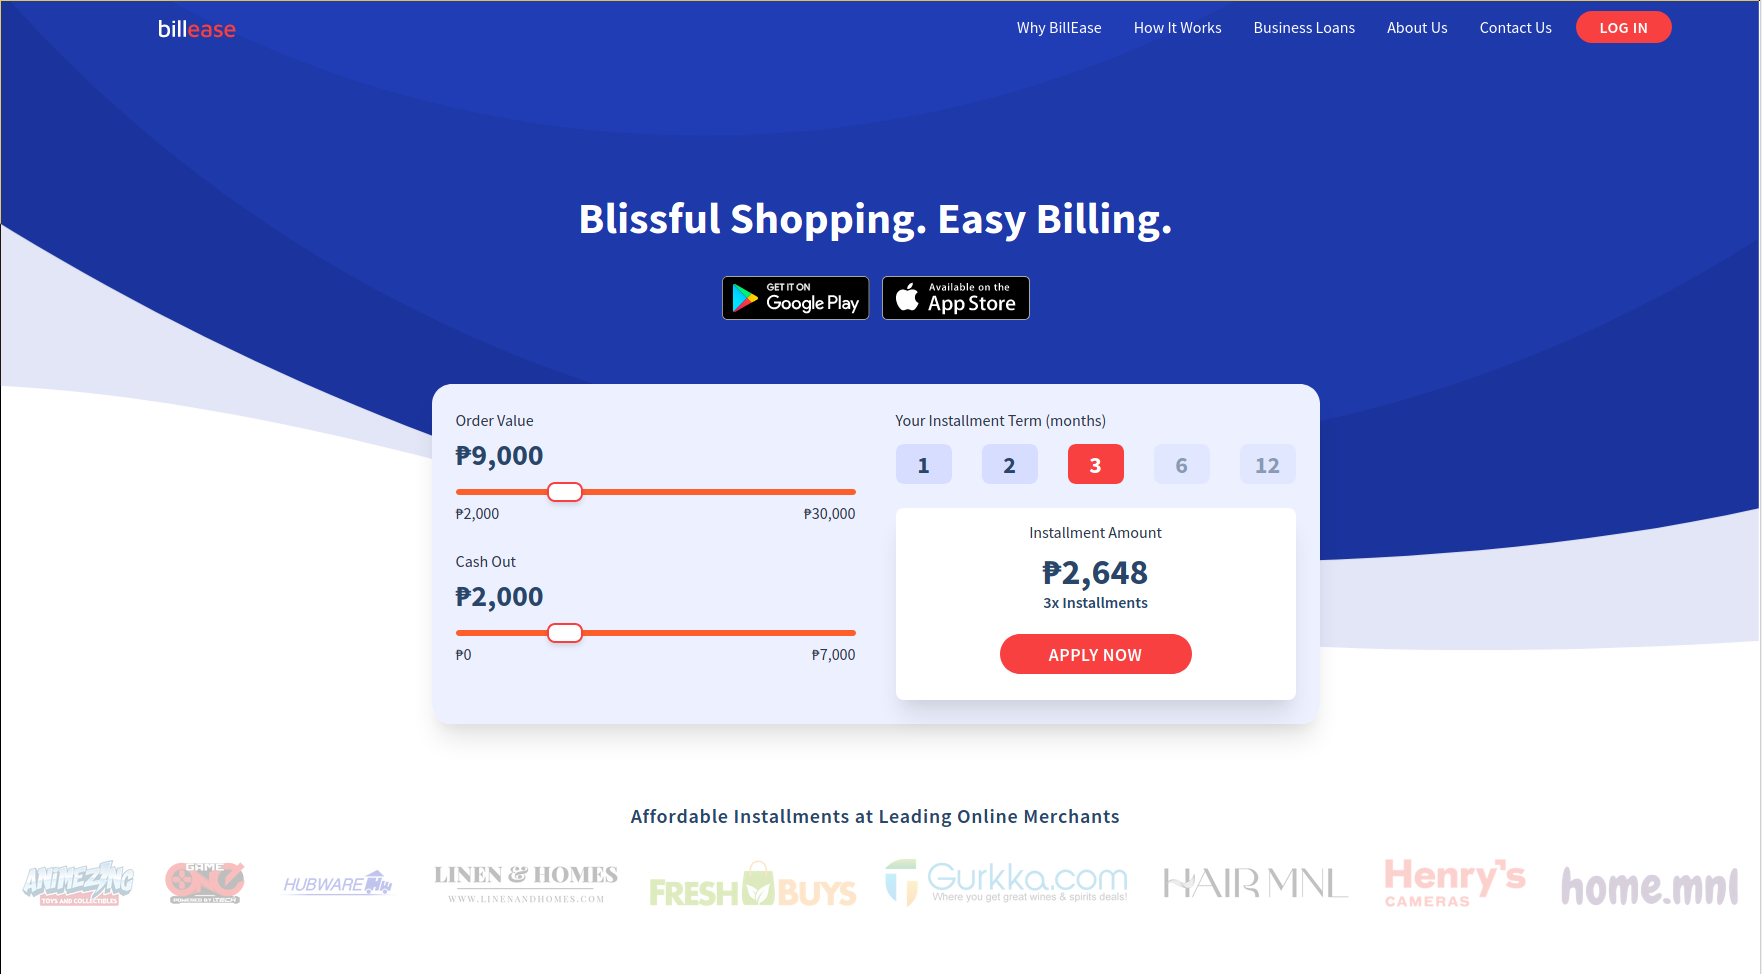 billease
Why BillEase How It Works Business Loans About Us Contact Us LOG IN
Blissful Shopping. Easy Billing.
GET IT ON
Google Play
Available on the
App Store
Order Value
₱9,000
₱2,000 ₱30,000
Cash Out
₱2,000
₱0 ₱7,000
Your Installment Term (months)
1 2 3 6 12
Installment Amount
₱2,648
3x Installments
APPLY NOW
Affordable Installments at Leading Online Merchants
ANIMEZING
TOYS AND COLLECTIBLES
GAME
ONE
POWERED BY ITECH
HUBWARE
LINEN & HOMES
WWW.LINENANDHOMES.COM
FRESH BUYS
Gurkka.com
Where you get great wines & spirits deals!
HAIR MNL
Henry's
CAMERAS
home.mnl